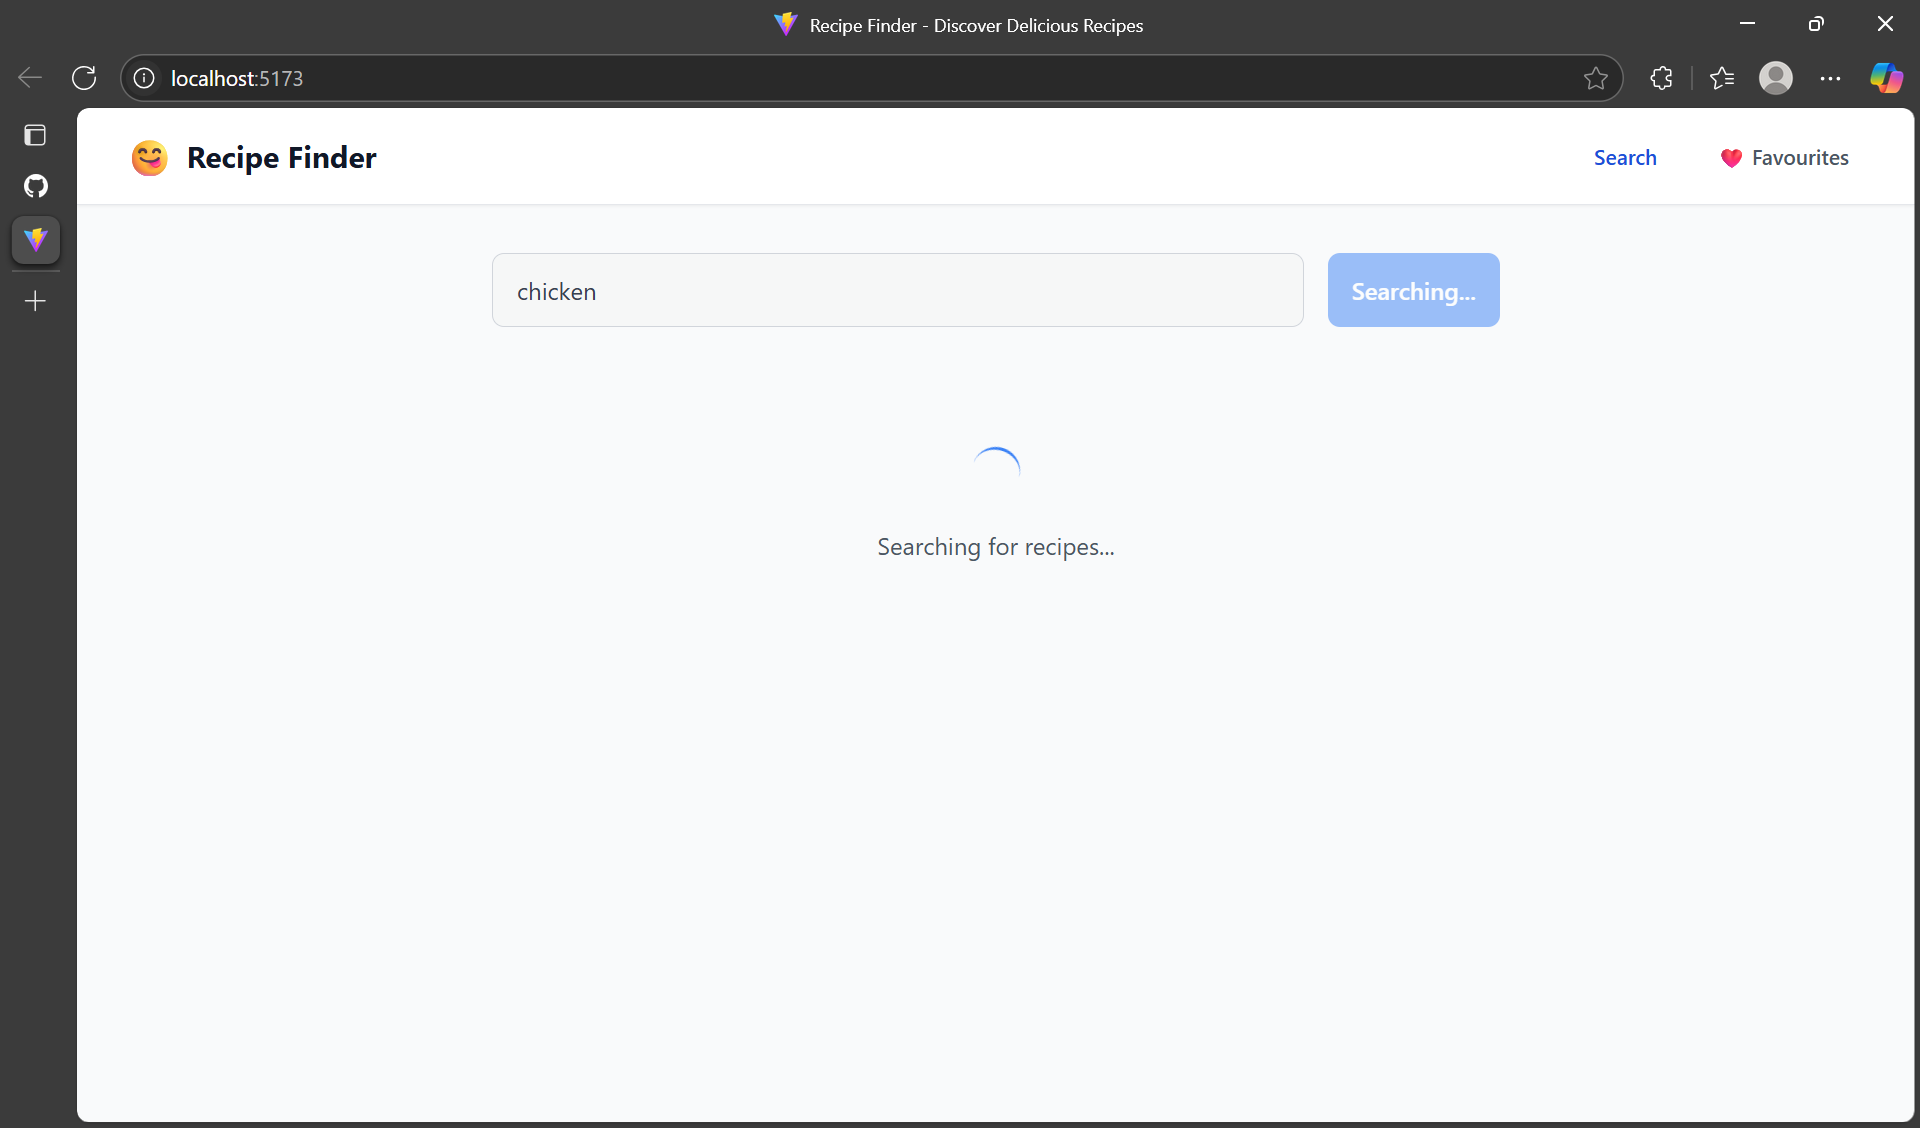 Recipe Finder - Discover Delicious Recipes
localhost:5173
Recipe Finder
Search
Favourites
chicken
Searching...
Searching for recipes...